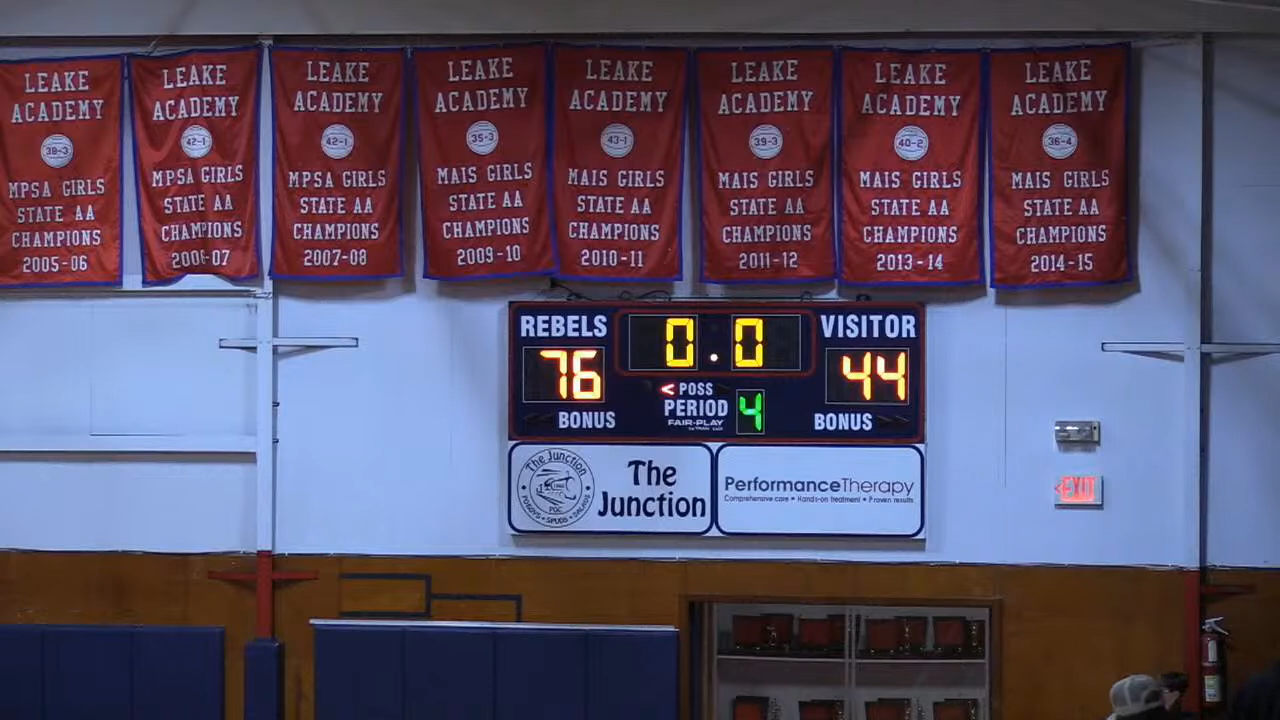 LEAKE
ACADEMY
38-3
MPSA GIRLS
STATE AA
CHAMPIONS
2005-06
LEAKE
ACADEMY
42-1
MPSA GIRLS
STATE AA
CHAMPIONS
2006-07
LEAKE
ACADEMY
42-1
MPSA GIRLS
STATE AA
CHAMPIONS
2007-08
LEAKE
ACADEMY
35-3
MAIS GIRLS
STATE AA
CHAMPIONS
2009-10
LEAKE
ACADEMY
43-1
MAIS GIRLS
STATE AA
CHAMPIONS
2010-11
LEAKE
ACADEMY
39-3
MAIS GIRLS
STATE AA
CHAMPIONS
2011-12
LEAKE
ACADEMY
40-2
MAIS GIRLS
STATE AA
CHAMPIONS
2013-14
LEAKE
ACADEMY
36-4
MAIS GIRLS
STATE AA
CHAMPIONS
2014-15
REBELS 0.0 VISITOR
76 44
< POSS
PERIOD 4
FAIR-PLAY
BONUS BONUS
The Junction
POBOYS • SPUDS • SALADS
The
Junction
PerformanceTherapy
Comprehensive care • Hands-on treatment • Proven results
<EXIT